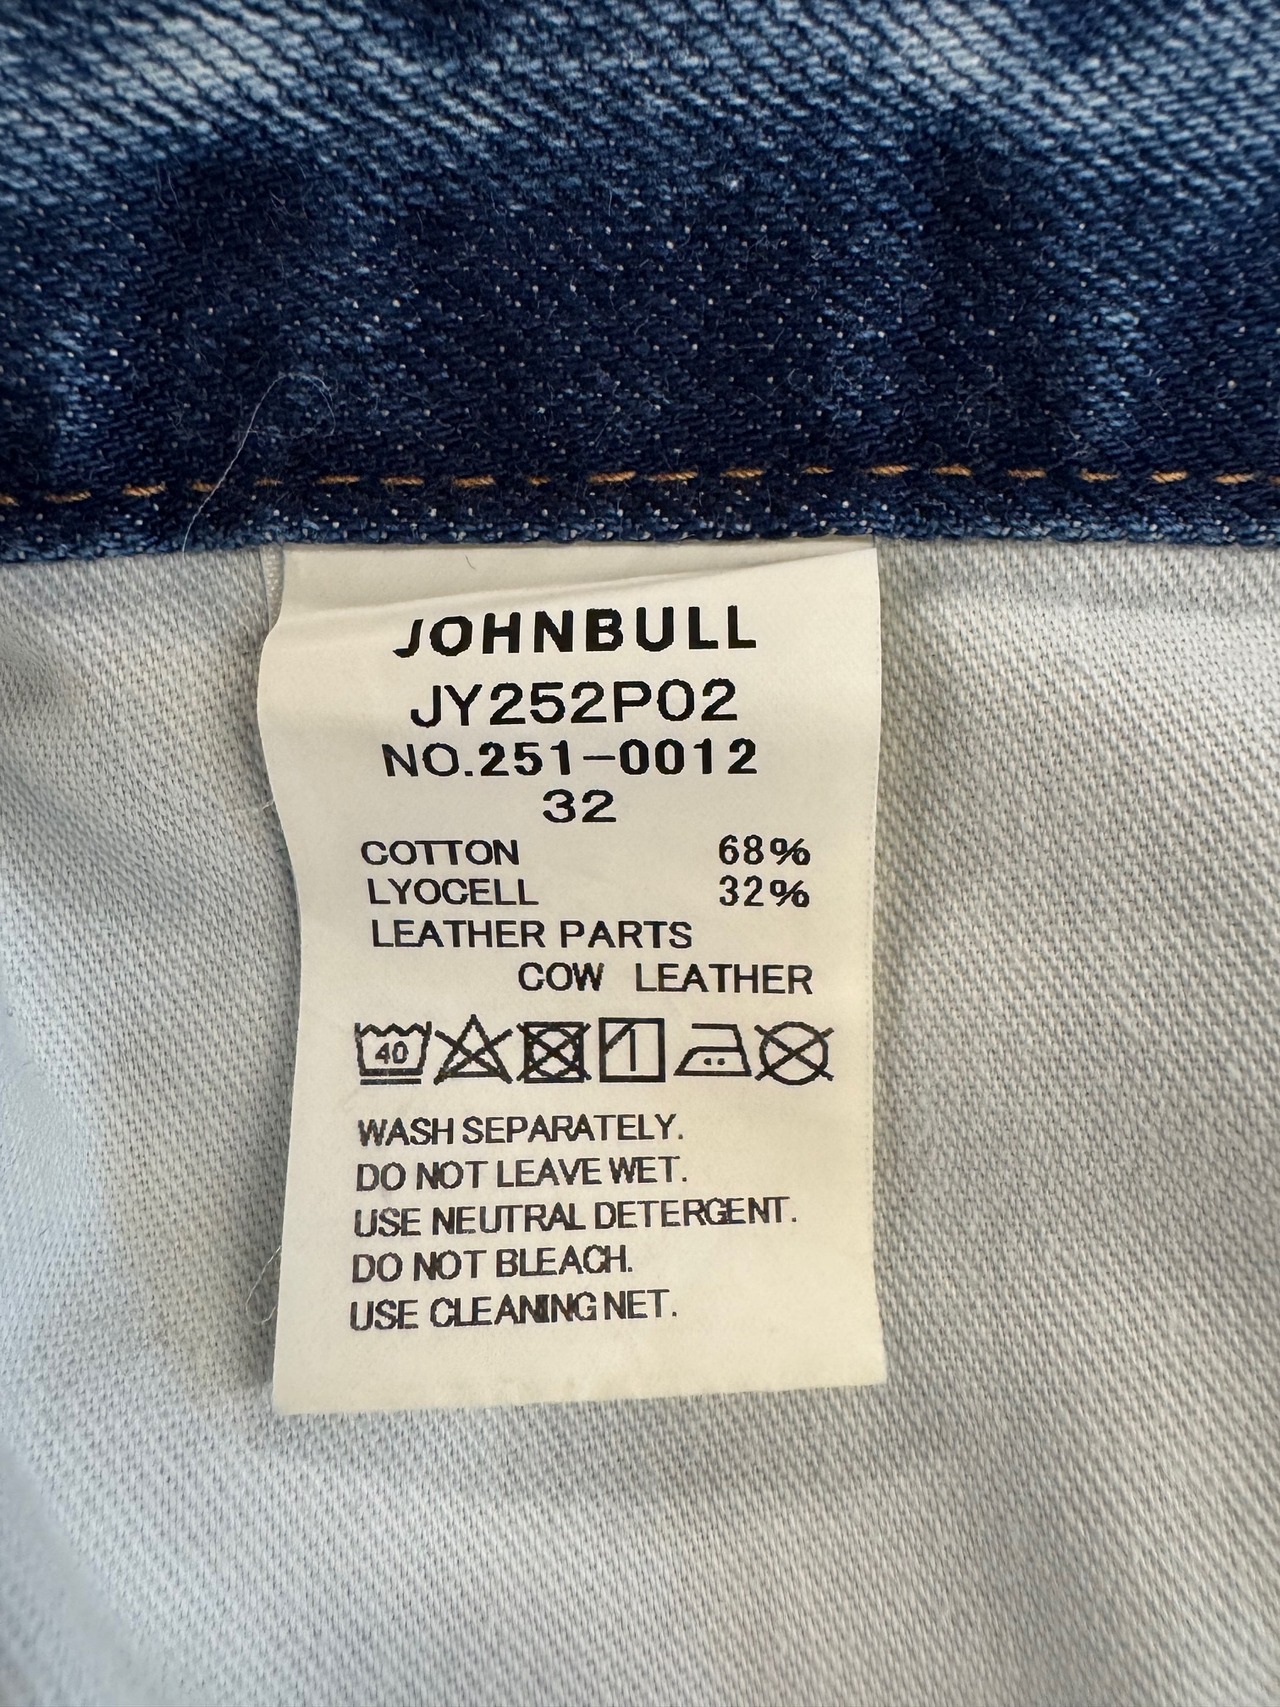 JOHNBULL
JY252P02
NO.251-0012
32
COTTON 68%
LYOCELL 32%
LEATHER PARTS
COW LEATHER
40
WASH SEPARATELY.
DO NOT LEAVE WET.
USE NEUTRAL DETERGENT.
DO NOT BLEACH.
USE CLEANING NET.